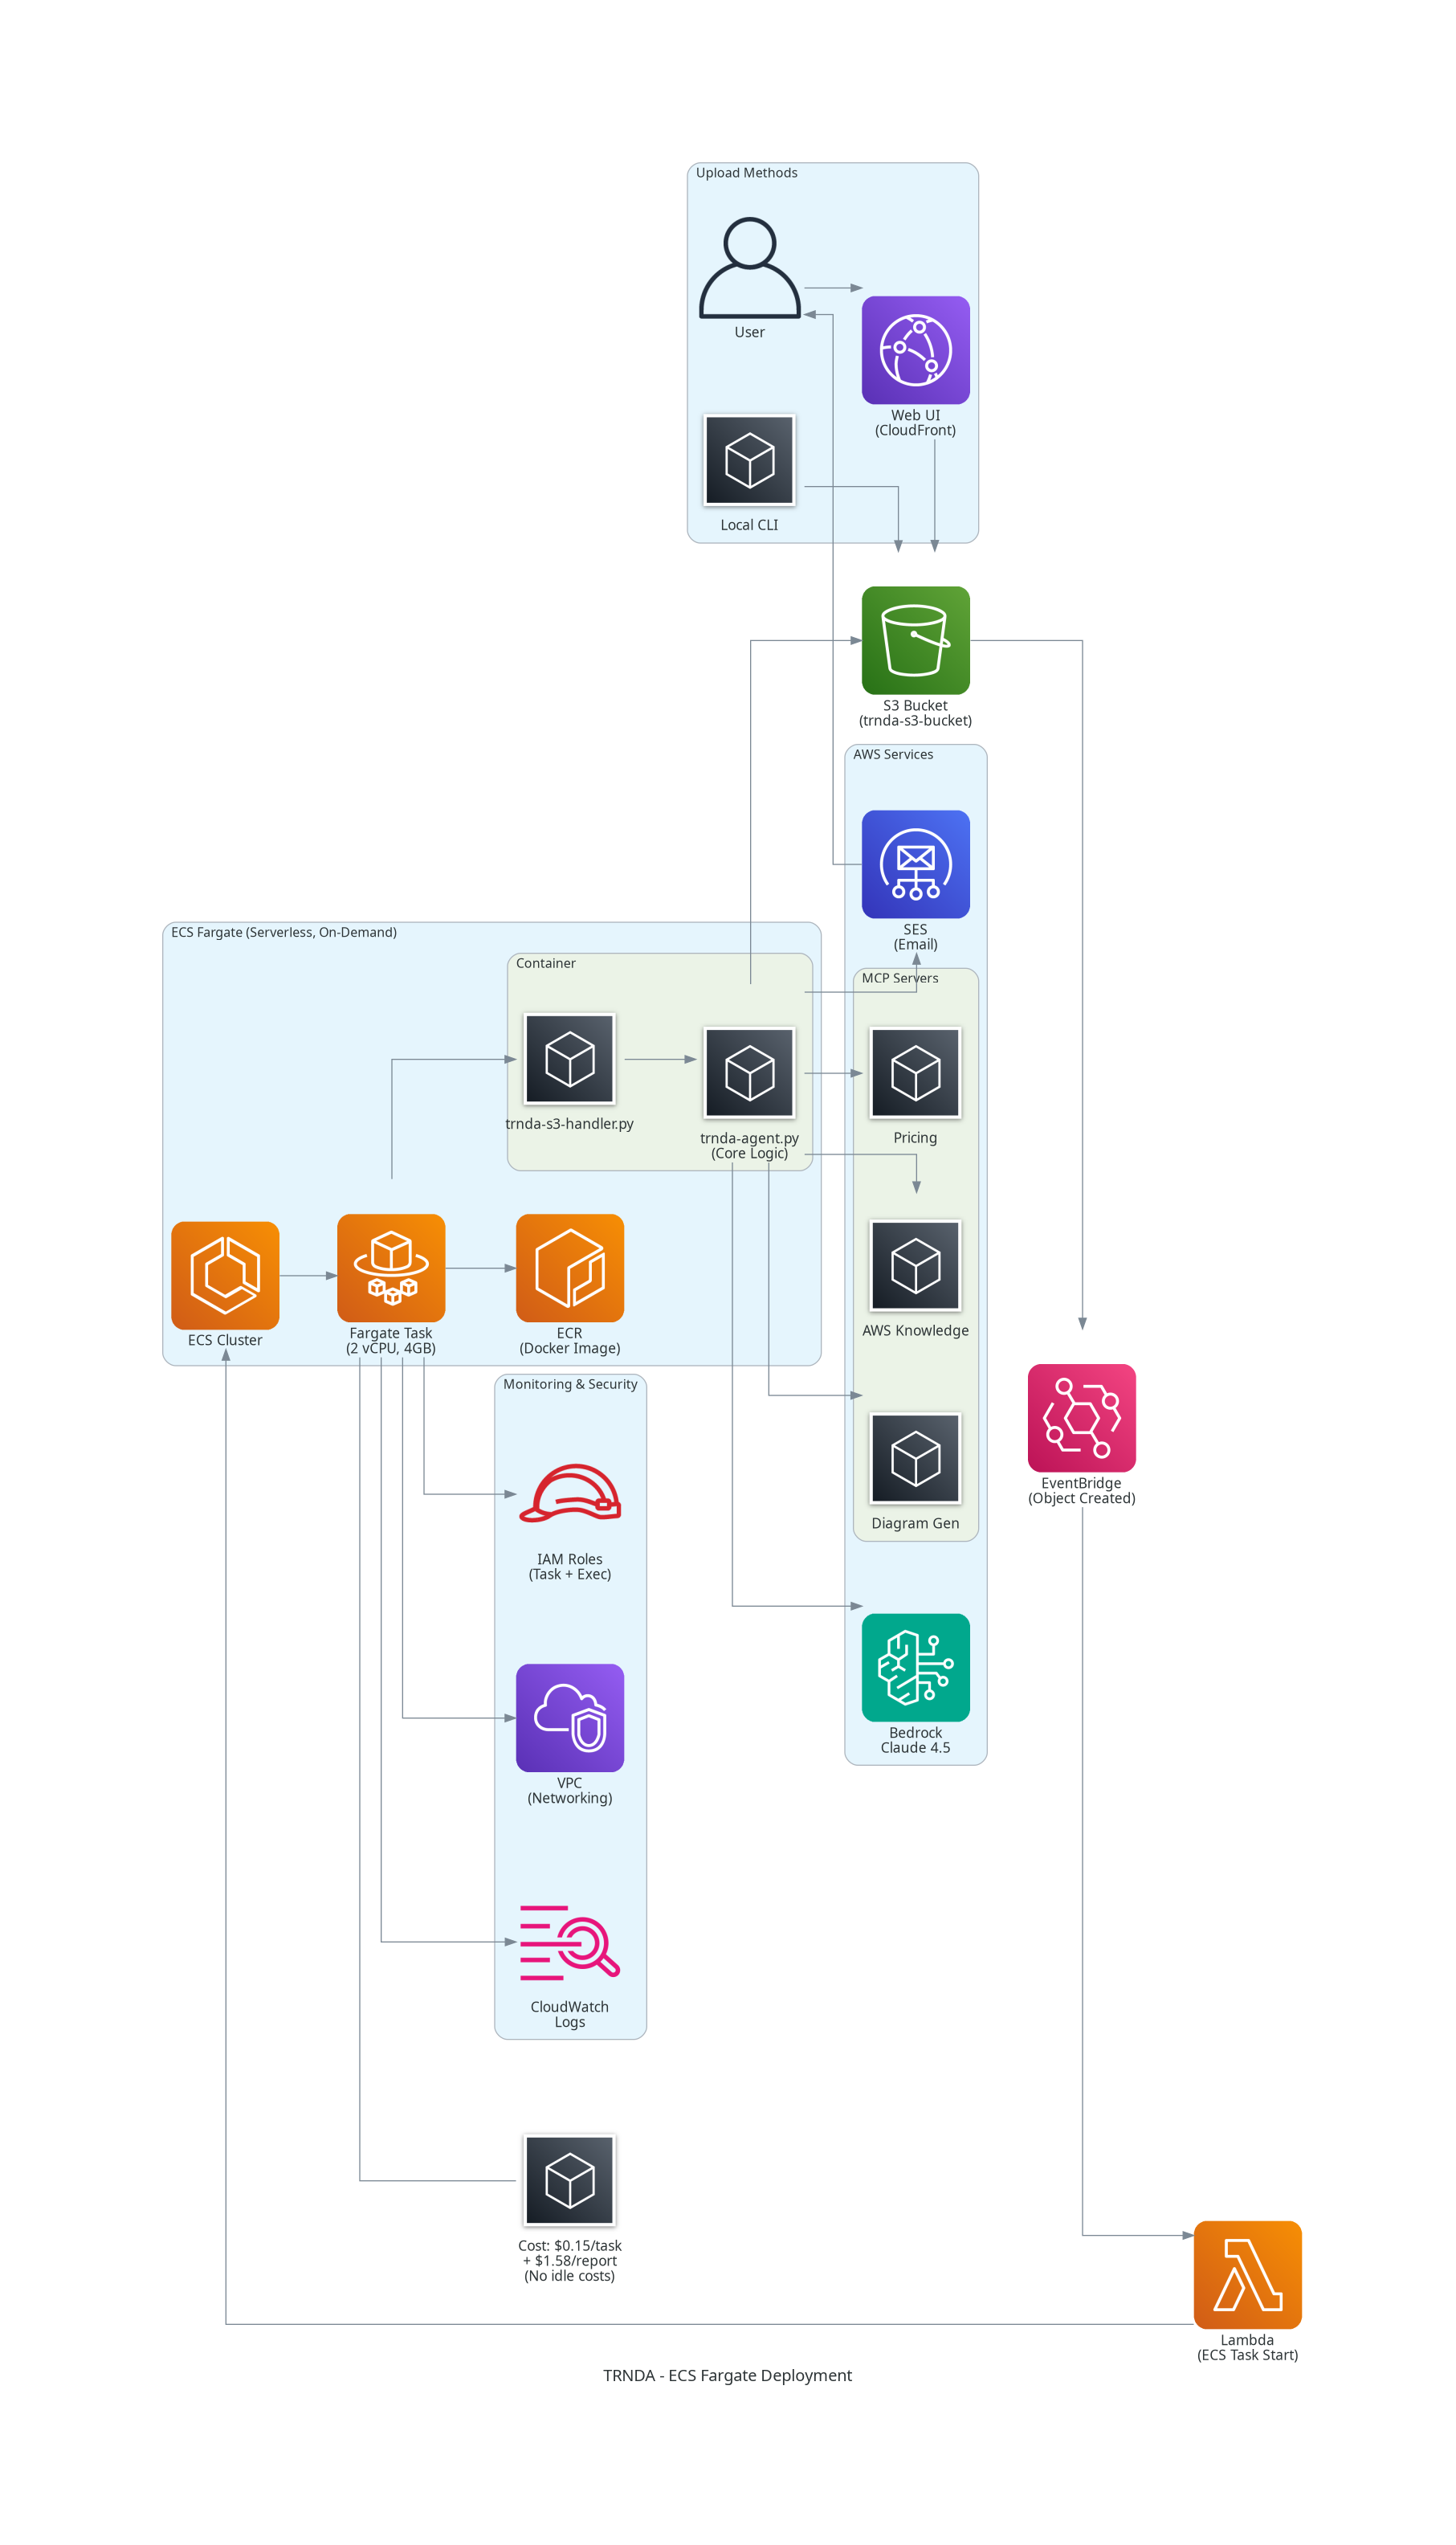 Upload Methods
User
Web UI
(CloudFront)
Local CLI
S3 Bucket
(trnda-s3-bucket)
AWS Services
SES
(Email)
ECS Fargate (Serverless, On-Demand)
Container
MCP Servers
trnda-s3-handler.py
trnda-agent.py
(Core Logic)
Pricing
ECS Cluster
Fargate Task
(2 vCPU, 4GB)
ECR
(Docker Image)
AWS Knowledge
Monitoring & Security
EventBridge
(Object Created)
Diagram Gen
IAM Roles
(Task + Exec)
Bedrock
Claude 4.5
VPC
(Networking)
CloudWatch
Logs
Cost: $0.15/task
+ $1.58/report
(No idle costs)
Lambda
(ECS Task Start)
TRNDA - ECS Fargate Deployment